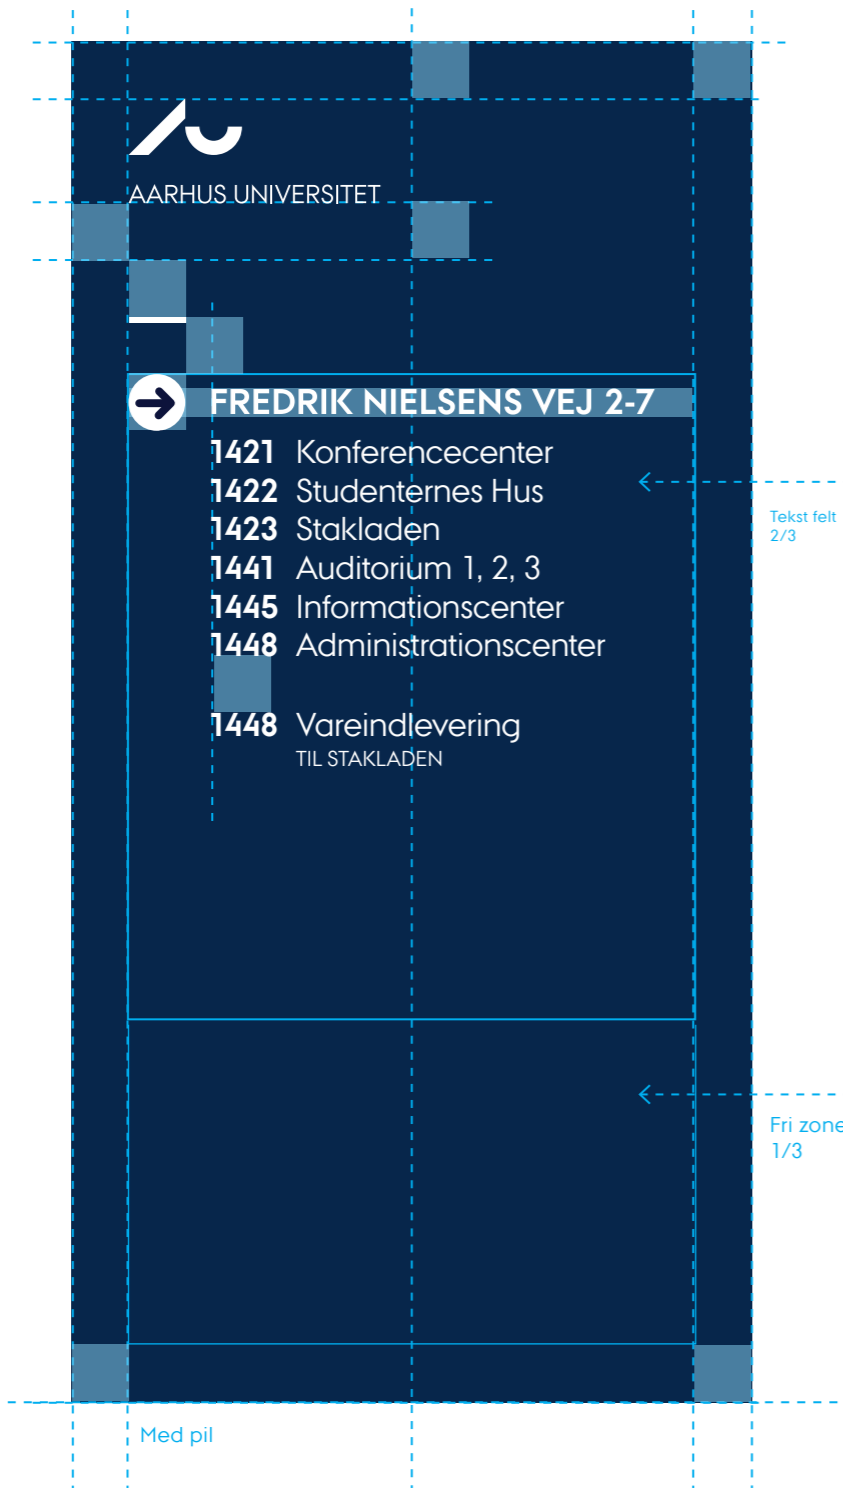 AARHUS UNIVERSITET
FREDRIK NIELSENS VEJ 2-7
1421 Konferencecenter
1422 Studenternes Hus
1423 Stakladen
1441 Auditorium 1, 2, 3
1445 Informationscenter
1448 Administrationscenter
1448 Vareindlevering
TIL STAKLADEN
Tekst felt
2/3
Fri zone
1/3
Med pil